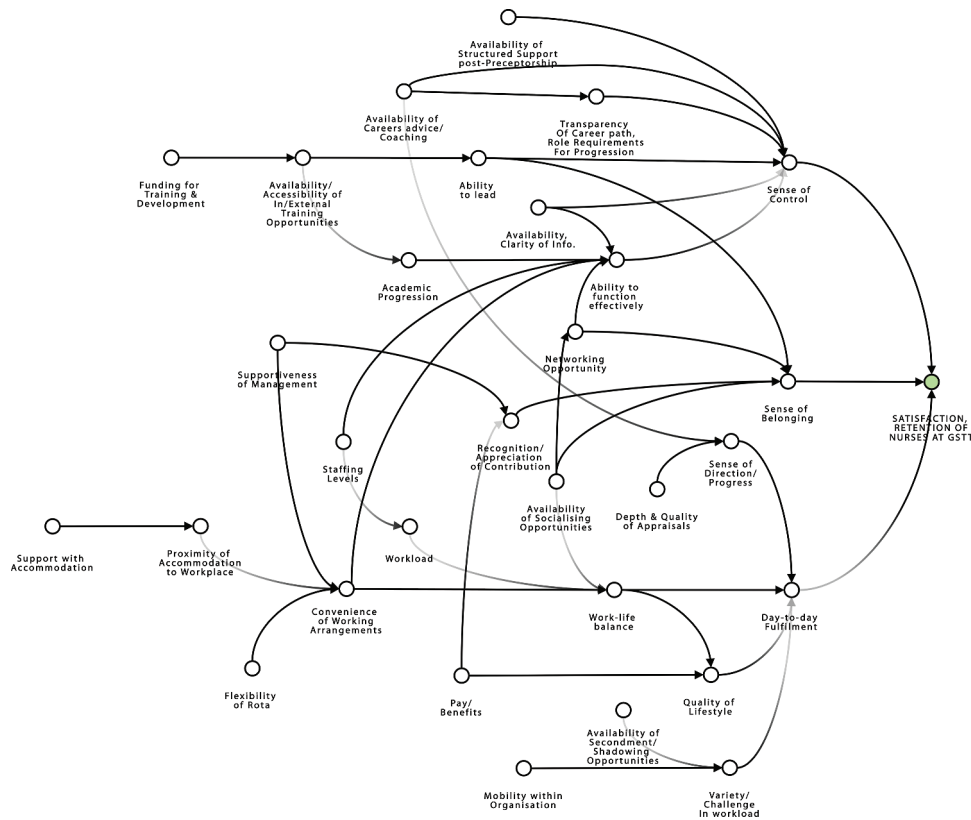 Availability of
Structured Support
post-Preceptorship
Availability of
Careers advice/
Coaching
Transparency
Of Career path,
Role Requirements
For Progression
Funding for
Training &
Development
Availability/
Accessibility of
In/External
Training
Opportunities
Ability
to lead
Sense of
Control
Availability,
Clarity of Info.
Academic
Progression
Ability to
function
effectively
Networking
Opportunity
Supportiveness
of Management
Sense of
Belonging
SATISFACTION,
RETENTION OF
NURSES AT GSTT
Recognition/
Appreciation
of Contribution
Staffing
Levels
Sense of
Direction/
Progress
Availability
of Socialising
Opportunities
Depth & Quality
of Appraisals
Support with
Accommodation
Proximity of
Accommodation
to Workplace
Workload
Convenience
of Working
Arrangements
Work-life
balance
Day-to-day
Fulfilment
Flexibility
of Rota
Pay/
Benefits
Quality of
Lifestyle
Availability of
Secondment/
Shadowing
Opportunities
Mobility within
Organisation
Variety/
Challenge
In workload